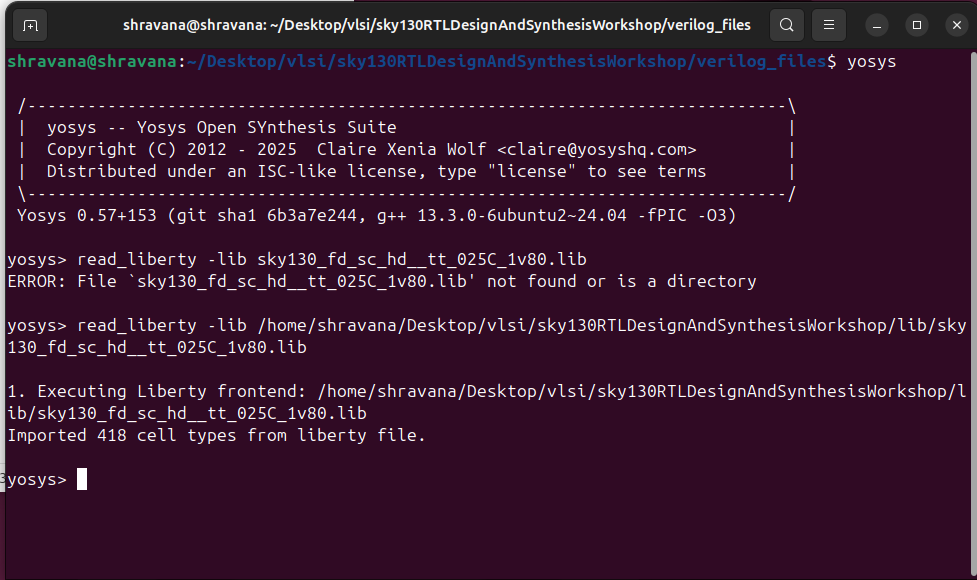 shravana@shravana: ~/Desktop/vlsi/sky130RTLDesignAndSynthesisWorkshop/verilog_files
shravana@shravana:~/Desktop/vlsi/sky130RTLDesignAndSynthesisWorkshop/verilog_files$ yosys
/----------------------------------------------------------------------------\
|  yosys -- Yosys Open SYnthesis Suite                                       |
|  Copyright (C) 2012 - 2025  Claire Xenia Wolf <claire@yosyshq.com>         |
|  Distributed under an ISC-like license, type "license" to see terms        |
\----------------------------------------------------------------------------/
Yosys 0.57+153 (git sha1 6b3a7e244, g++ 13.3.0-6ubuntu2~24.04 -fPIC -O3)
yosys> read_liberty -lib sky130_fd_sc_hd__tt_025C_1v80.lib
ERROR: File `sky130_fd_sc_hd__tt_025C_1v80.lib' not found or is a directory
yosys> read_liberty -lib /home/shravana/Desktop/vlsi/sky130RTLDesignAndSynthesisWorkshop/lib/sky
130_fd_sc_hd__tt_025C_1v80.lib
1. Executing Liberty frontend: /home/shravana/Desktop/vlsi/sky130RTLDesignAndSynthesisWorkshop/l
ib/sky130_fd_sc_hd__tt_025C_1v80.lib
Imported 418 cell types from liberty file.
yosys>